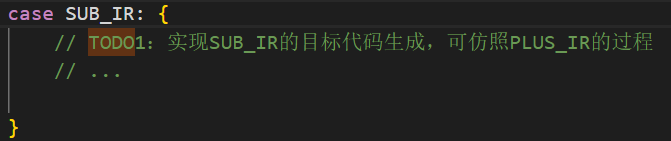 case SUB_IR: {
// TODO1：实现SUB_IR的目标代码生成，可仿照PLUS_IR的过程
// ...
}